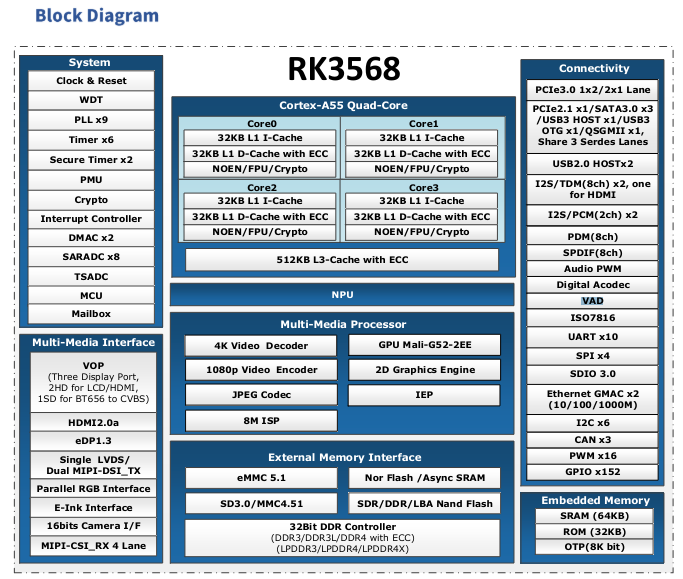 Block Diagram
RK3568
System
Clock & Reset
WDT
PLL x9
Timer x6
Secure Timer x2
PMU
Crypto
Interrupt Controller
DMAC x2
SARADC x8
TSADC
MCU
Mailbox
Multi-Media Interface
VOP
(Three Display Port,
2HD for LCD/HDMI,
1SD for BT656 to CVBS)
HDMI2.0a
eDP1.3
Single LVDS/
Dual MIPI-DSI_TX
Parallel RGB Interface
E-Ink Interface
16bits Camera I/F
MIPI-CSI_RX 4 Lane
Cortex-A55 Quad-Core
Core0
32KB L1 I-Cache
32KB L1 D-Cache with ECC
NOEN/FPU/Crypto
Core1
32KB L1 I-Cache
32KB L1 D-Cache with ECC
NOEN/FPU/Crypto
Core2
32KB L1 I-Cache
32KB L1 D-Cache with ECC
NOEN/FPU/Crypto
Core3
32KB L1 I-Cache
32KB L1 D-Cache with ECC
NOEN/FPU/Crypto
512KB L3-Cache with ECC
NPU
Multi-Media Processor
4K Video Decoder
GPU Mali-G52-2EE
1080p Video Encoder
2D Graphics Engine
JPEG Codec
IEP
8M ISP
External Memory Interface
eMMC 5.1
Nor Flash /Async SRAM
SD3.0/MMC4.51
SDR/DDR/LBA Nand Flash
32Bit DDR Controller
(DDR3/DDR3L/DDR4 with ECC)
(LPDDR3/LPDDR4/LPDDR4X)
Connectivity
PCIe3.0 1x2/2x1 Lane
PCIe2.1 x1/SATA3.0 x3
/USB3 HOST x1/USB3
OTG x1/QSGMII x1,
Share 3 Serdes Lanes
USB2.0 HOSTx2
I2S/TDM(8ch) x2, one
for HDMI
I2S/PCM(2ch) x2
PDM(8ch)
SPDIF(8ch)
Audio PWM
Digital Acodec
VAD
ISO7816
UART x10
SPI x4
SDIO 3.0
Ethernet GMAC x2
(10/100/1000M)
I2C x6
CAN x3
PWM x16
GPIO x152
Embedded Memory
SRAM (64KB)
ROM (32KB)
OTP(8K bit)